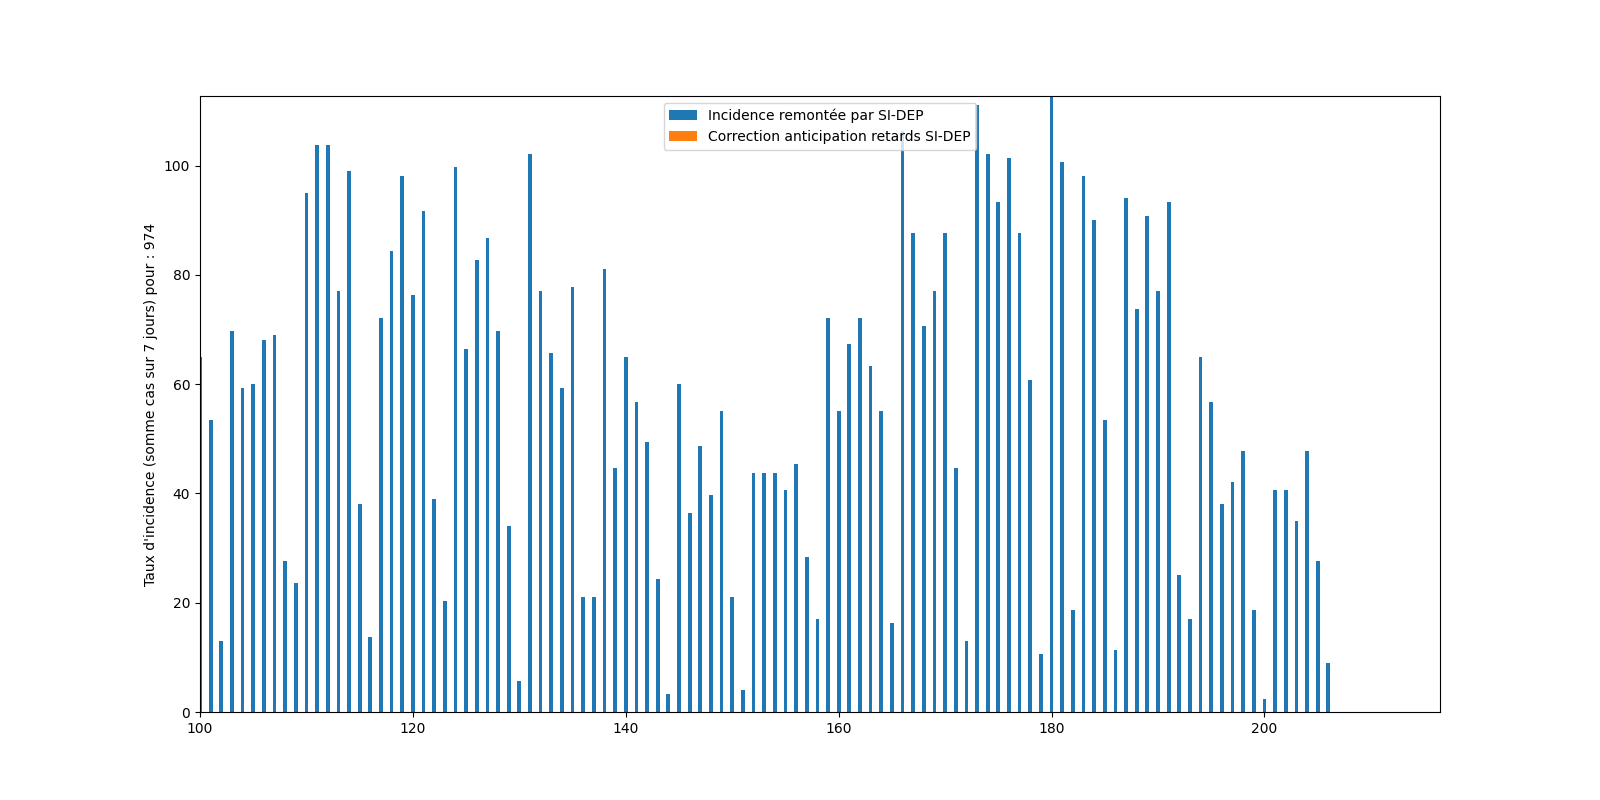 Incidence remontée par SI-DEP
Correction anticipation retards SI-DEP
Taux d'incidence (somme cas sur 7 jours) pour : 974
100
80
60
40
20
0
100 120 140 160 180 200